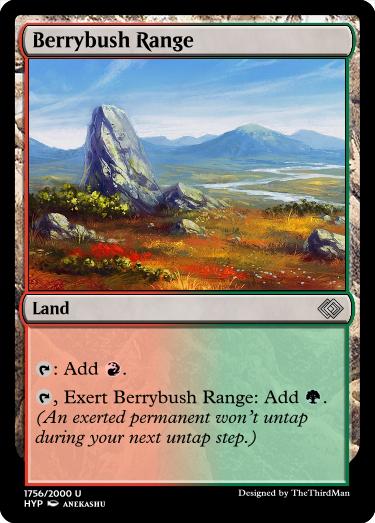 Berrybush Range
Land
: Add .
, Exert Berrybush Range: Add .
(An exerted permanent won't untap
during your next untap step.)
1756/2000 U
HYP ANEKASHU
Designed by TheThirdMan